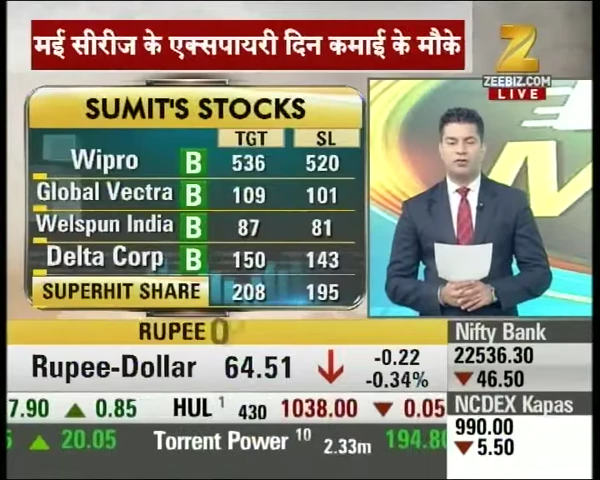 मई सीरीज के एक्सपायरी दिन कमाई के मौके
Z
ZEEBIZ.COM
LIVE
SUMIT'S STOCKS
TGT SL
Wipro B 536 520
Global Vectra B 109 101
Welspun India B 87 81
Delta Corp B 150 143
SUPERHIT SHARE 208 195
RUPEE
Rupee-Dollar 64.51 -0.22
-0.34%
Nifty Bank
22536.30
46.50
NCDEX Kapas
990.00
5.50
7.90 0.85 HUL 1 430 1038.00 0.05
20.05 Torrent Power 10 2.33m 194.80